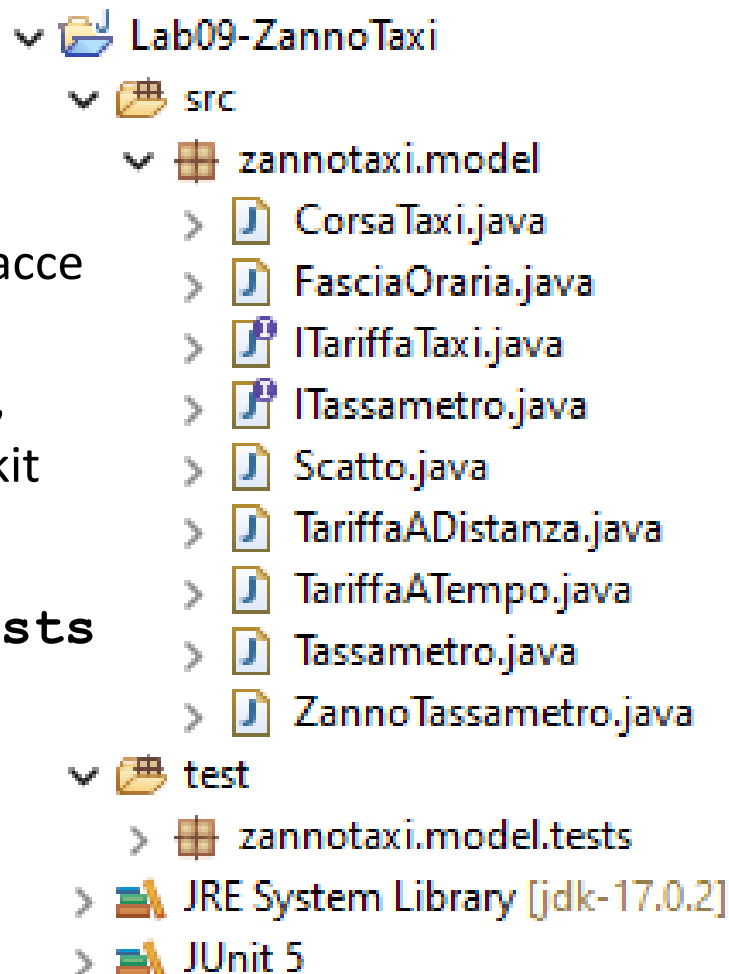 Lab09-ZannoTaxi
src
zannotaxi.model
CorsaTaxi.java
acce
FasciaOraria.java
ITariffaTaxi.java
ITassametro.java
,
kit
Scatto.java
TariffaADistanza.java
TariffaATempo.java
sts
Tassametro.java
ZannoTassametro.java
test
zannotaxi.model.tests
JRE System Library [jdk-17.0.2]
JUnit 5